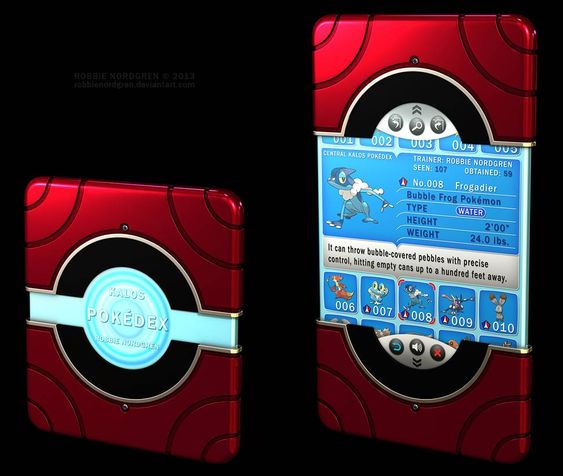 ROBBIE NORDGREN © 2013
robbienordgren.deviantart.com
KALOS
POKÉDEX
ROBBIE NORDGREN
001 002 003 004 005
CENTRAL KALOS POKÉDEX
TRAINER: ROBBIE NORDGREN
SEEN: 107 OBTAINED: 59
No.008 Frogadier
Bubble Frog Pokémon
TYPE WATER
HEIGHT 2'00"
WEIGHT 24.0 lbs.
It can throw bubble-covered pebbles with precise
control, hitting empty cans up to a hundred feet away.
006 007 008 009 010